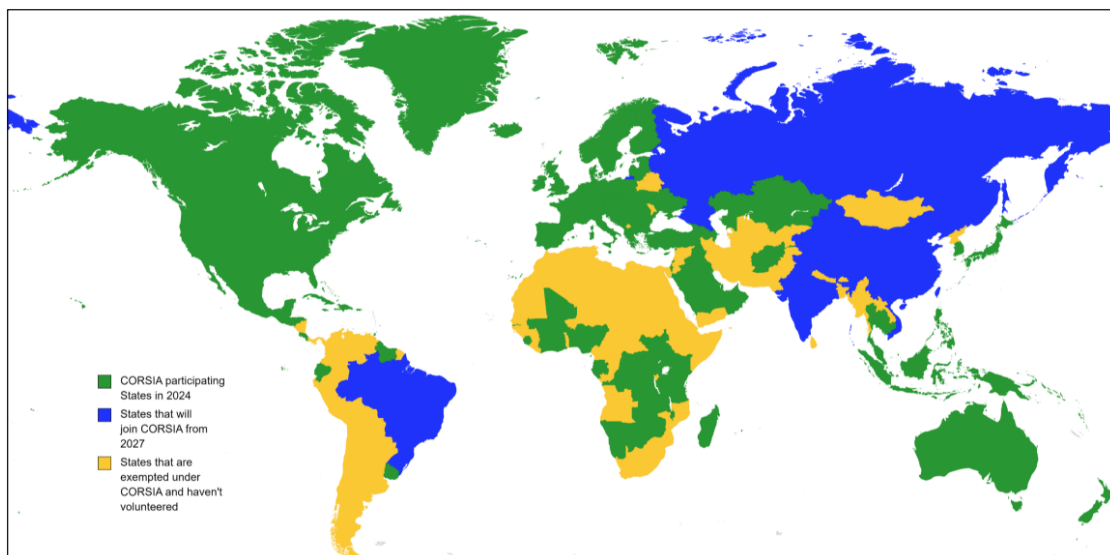 CORSIA participating
States in 2024
States that will
join CORSIA from
2027
States that are
exempted under
CORSIA and haven't
volunteered